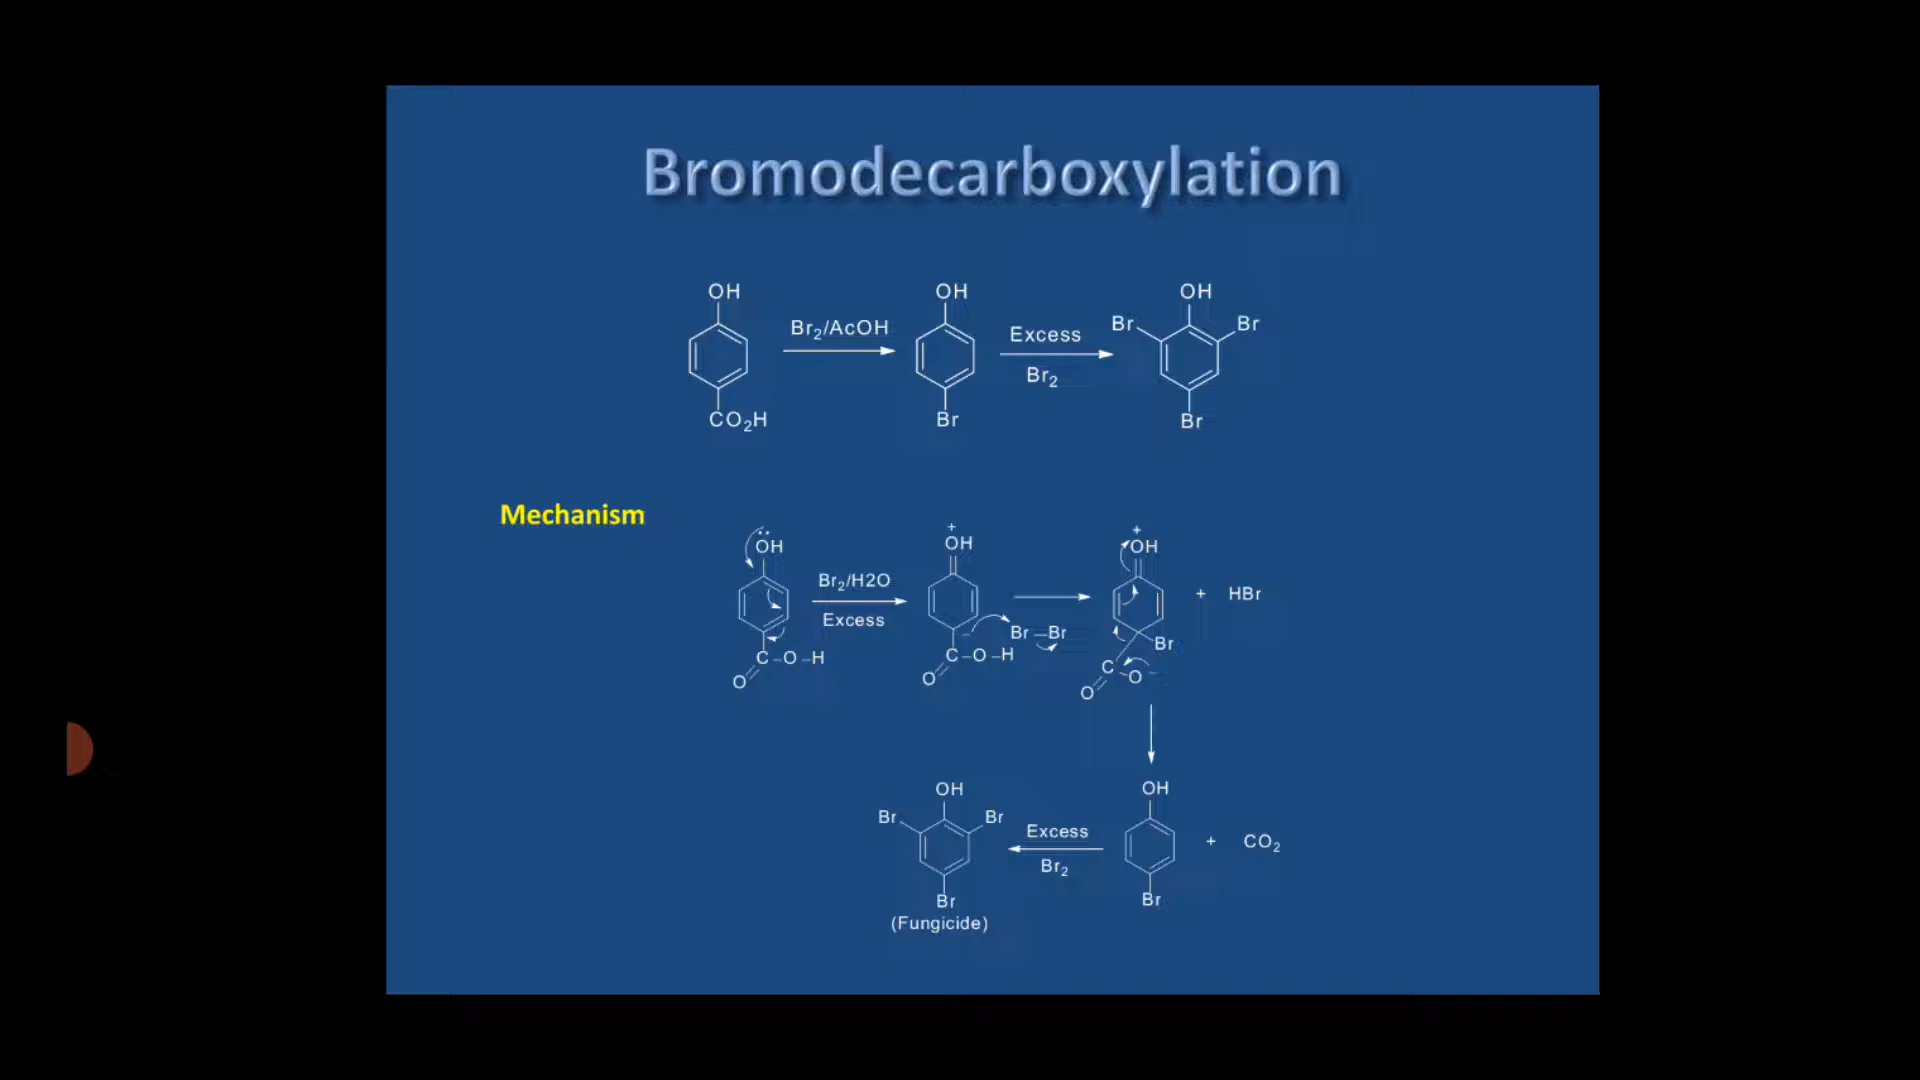 Bromodecarboxylation
OH OH OH
Br Br
Br₂/AcOH Excess
Br₂
CO₂H Br Br
Mechanism
+ +
‥OH OH OH
Br₂/H2O + HBr
Excess
Br–Br Br
C–O–H C–O–H C
O O O
O −
OH OH
Br Br
Excess + CO₂
Br₂
Br Br
(Fungicide)